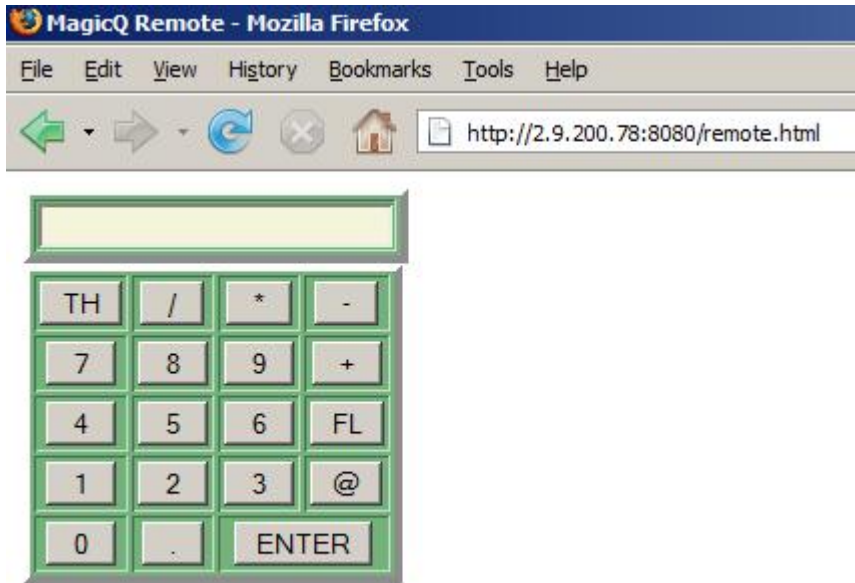 MagicQ Remote - Mozilla Firefox
File Edit View History Bookmarks Tools Help
http://2.9.200.78:8080/remote.html
TH / * -
7 8 9 +
4 5 6 FL
1 2 3 @
0 . ENTER